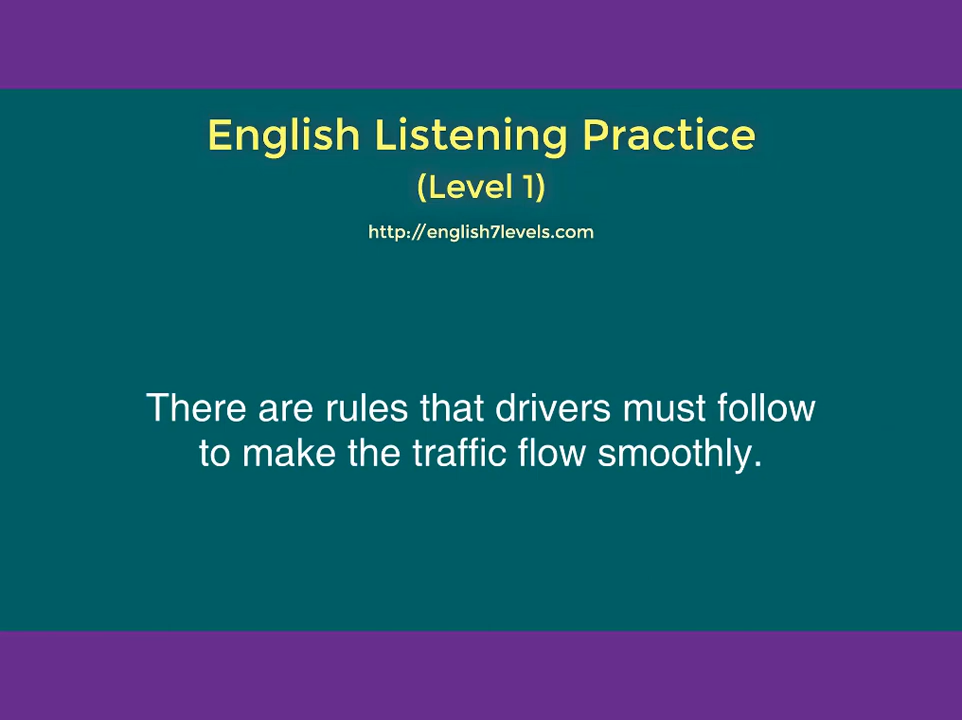 English Listening Practice
(Level 1)
http://english7levels.com
There are rules that drivers must follow
to make the traffic flow smoothly.